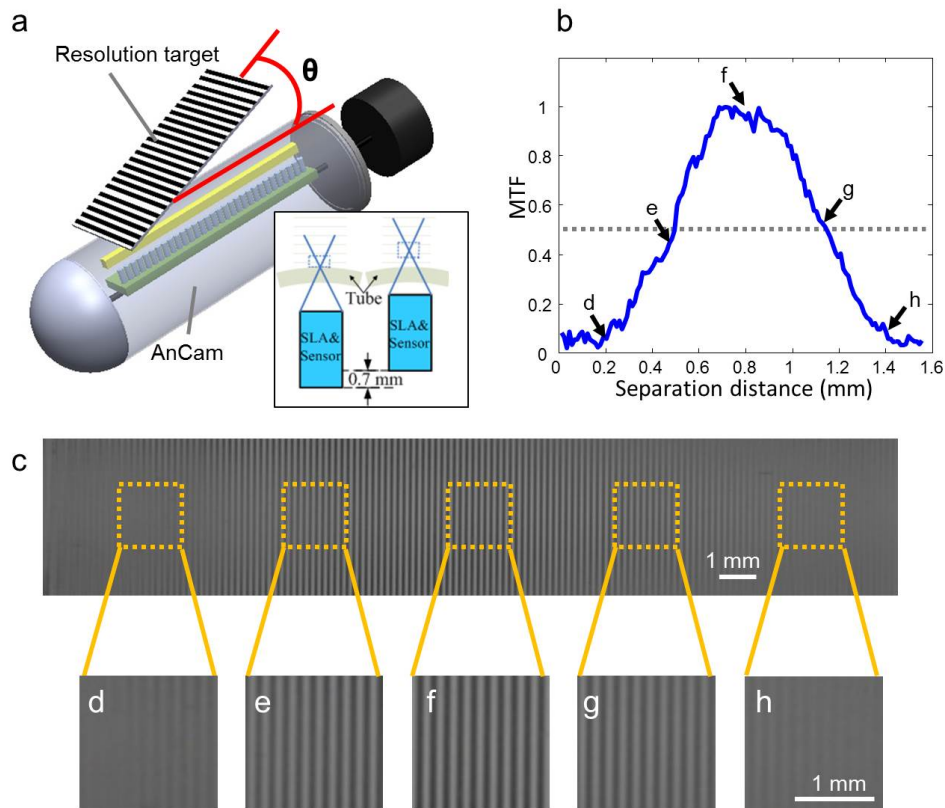 a
Resolution target
θ
AnCam
Tube
SLA&
Sensor
SLA&
Sensor
0.7 mm
b
MTF
1
0.8
0.6
0.4
0.2
0
0 0.2 0.4 0.6 0.8 1.0 1.2 1.4 1.6
Separation distance (mm)
d
e
f
g
h
c
1 mm
d
e
f
g
h
1 mm